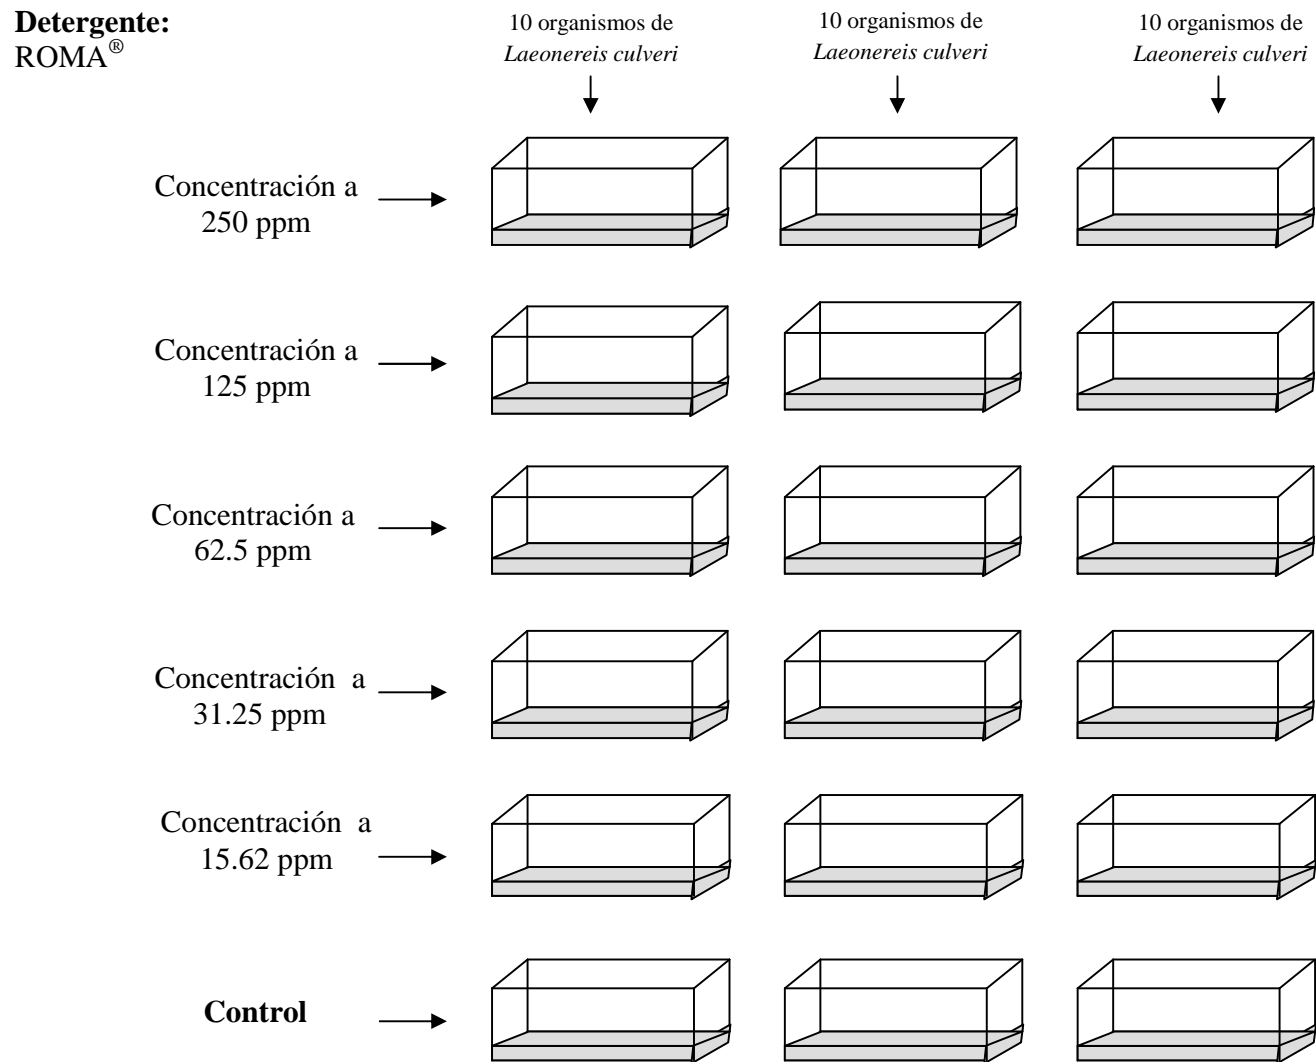 Detergente:
ROMA®
10 organismos de
Laeonereis culveri
10 organismos de
Laeonereis culveri
10 organismos de
Laeonereis culveri
Concentración a
250 ppm
Concentración a
125 ppm
Concentración a
62.5 ppm
Concentración a
31.25 ppm
Concentración a
15.62 ppm
Control